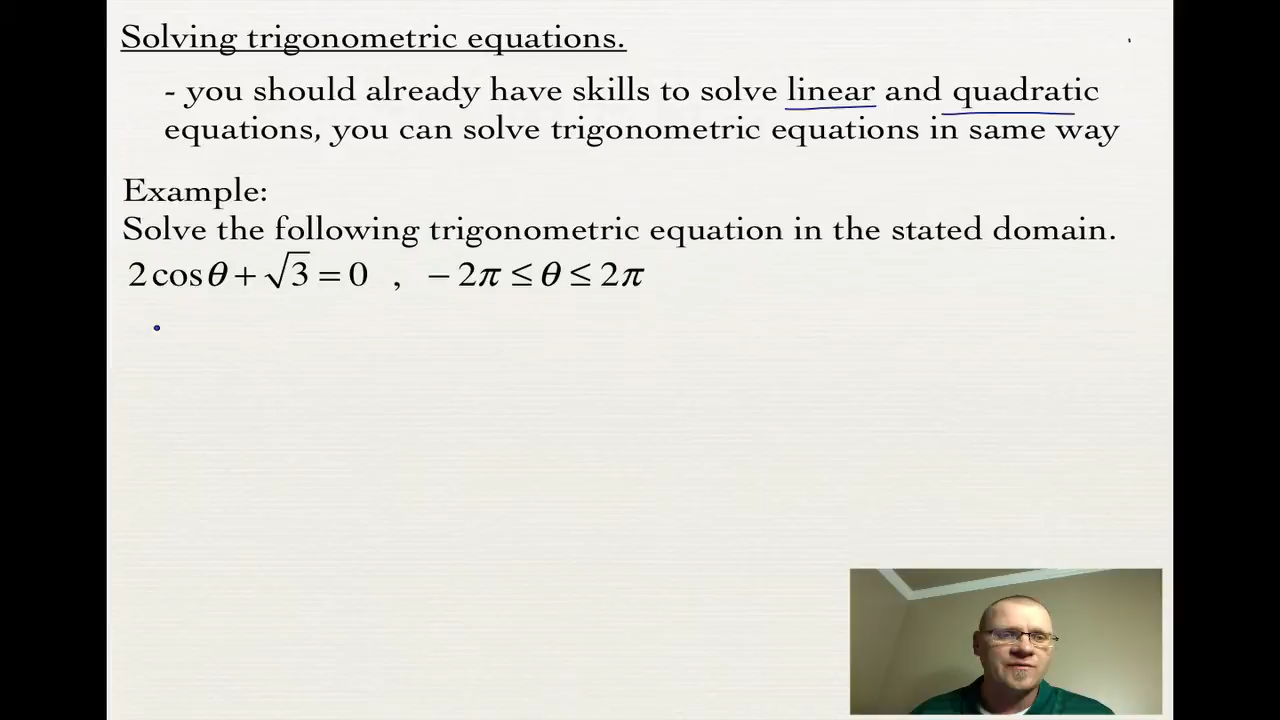 Solving trigonometric equations.
- you should already have skills to solve linear and quadratic
equations, you can solve trigonometric equations in same way
Example:
Solve the following trigonometric equation in the stated domain.
2cosθ + √3 = 0 , −2π ≤ θ ≤ 2π